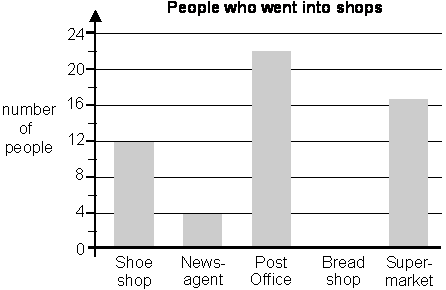 People who went into shops
24
20
16
12
8
4
0
number
of
people
Shoe
shop
News-
agent
Post
Office
Bread
shop
Super-
market